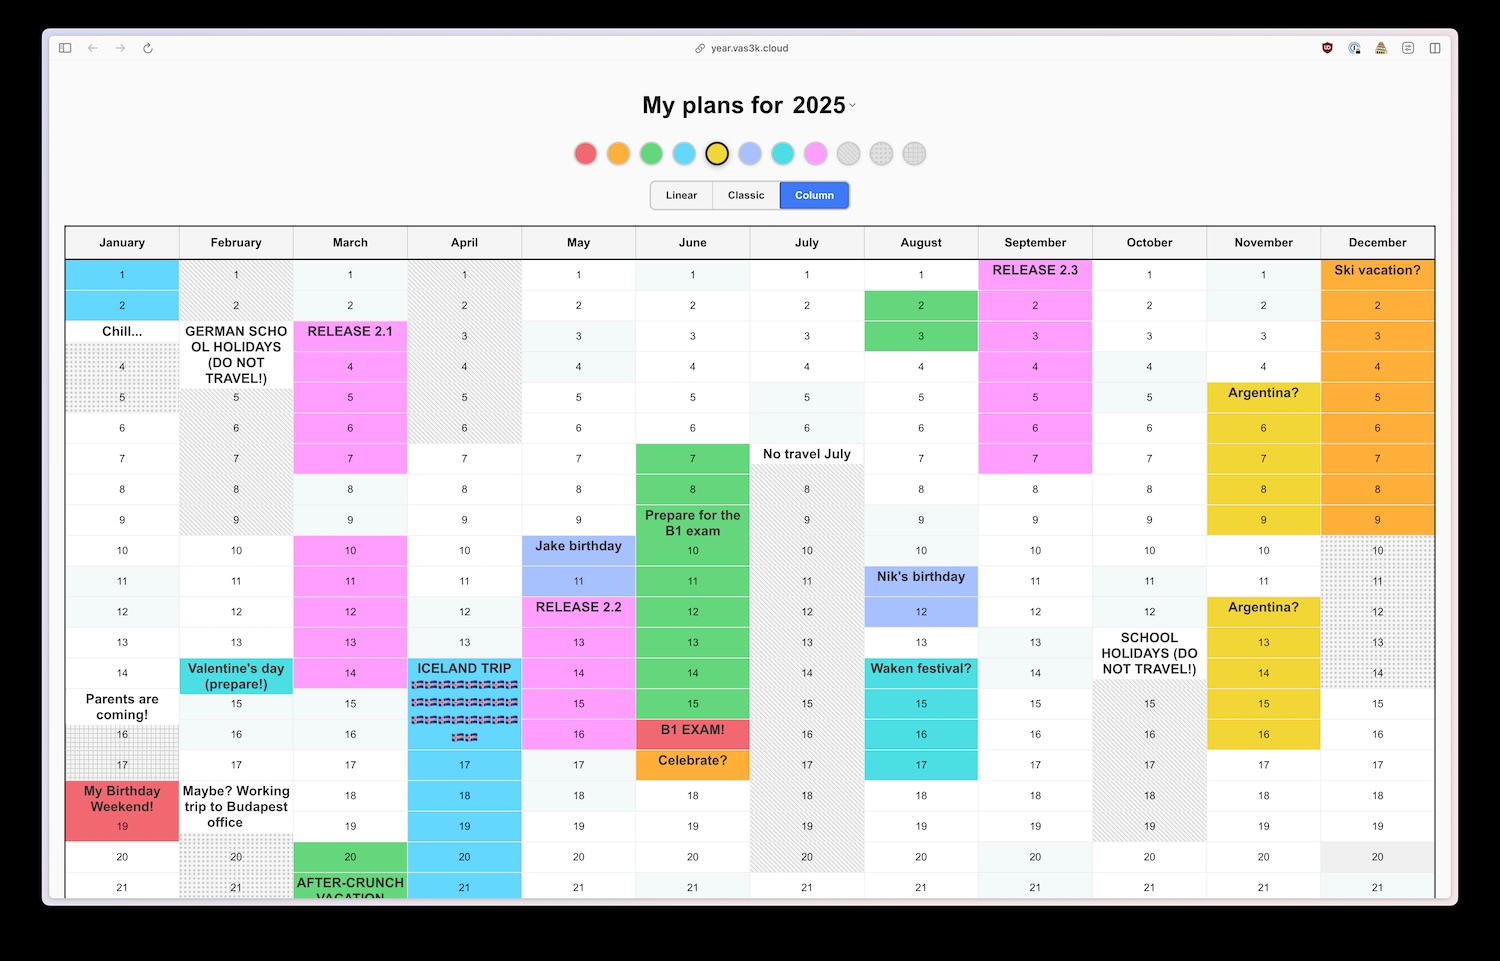 year.vas3k.cloud
My plans for 2025
Linear Classic Column
January February March April May June July August September October November December
1 1 1 1 1 1 1 1 RELEASE 2.3 1 1 Ski vacation?
2 2 2 2 2 2 2 2 2 2 2 2
Chill... GERMAN SCHO RELEASE 2.1 3 3 3 3 3 3 3 3 3
OL HOLIDAYS
4 (DO NOT 4 4 4 4 4 4 4 4 4 4
TRAVEL!)
5 5 5 5 5 5 5 5 5 5 Argentina? 5
6 6 6 6 6 6 6 6 6 6 6 6
7 7 7 7 7 7 No travel July 7 7 7 7 7
8 8 8 8 8 8 8 8 8 8 8 8
9 9 9 9 9 Prepare for the 9 9 9 9 9 9
B1 exam
10 10 10 10 Jake birthday 10 10 10 10 10 10 10
11 11 11 11 11 11 11 Nik's birthday 11 11 11 11
12 12 12 12 RELEASE 2.2 12 12 12 12 12 Argentina? 12
13 13 13 13 13 13 13 13 13 SCHOOL 13 13
HOLIDAYS (DO
14 Valentine's day 14 ICELAND TRIP 14 14 14 Waken festival? 14 NOT TRAVEL!) 14 14
(prepare!)
Parents are 15 15 15 15 15 15 15 15 15 15
coming!
16 16 16 16 B1 EXAM! 16 16 16 16 16 16
17 17 17 17 17 Celebrate? 17 17 17 17 17 17
My Birthday Maybe? Working 18 18 18 18 18 18 18 18 18 18
Weekend! trip to Budapest
19 office 19 19 19 19 19 19 19 19 19 19
20 20 20 20 20 20 20 20 20 20 20 20
21 21 AFTER-CRUNCH 21 21 21 21 21 21 21 21 21
VACATION